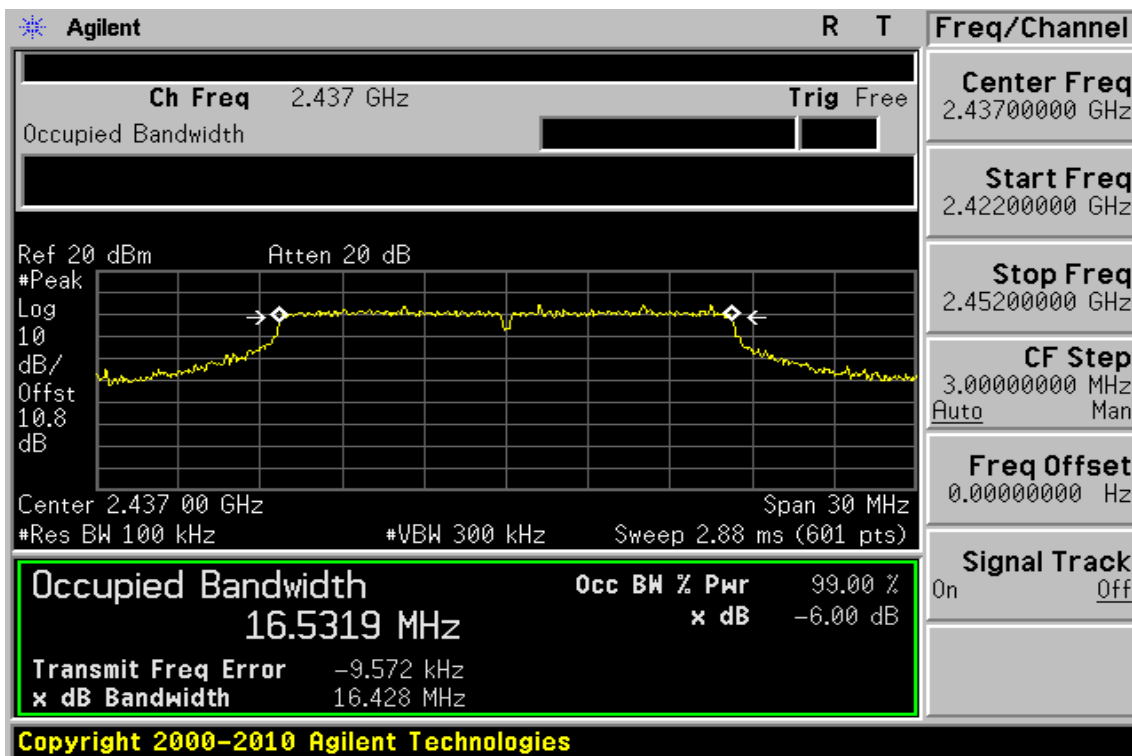 Agilent R T
Freq/Channel
Ch Freq 2.437 GHz Trig Free
Occupied Bandwidth
Center Freq
2.43700000 GHz
Start Freq
2.42200000 GHz
Stop Freq
2.45200000 GHz
CF Step
3.00000000 MHz
Auto Man
Freq Offset
0.00000000 Hz
Signal Track
On Off
Ref 20 dBm Atten 20 dB
#Peak
Log
10
dB/
Offst
10.8
dB
Center 2.437 00 GHz Span 30 MHz
#Res BW 100 kHz #VBW 300 kHz Sweep 2.88 ms (601 pts)
Occupied Bandwidth Occ BW % Pwr 99.00 %
16.5319 MHz x dB -6.00 dB
Transmit Freq Error -9.572 kHz
x dB Bandwidth 16.428 MHz
Copyright 2000-2010 Agilent Technologies